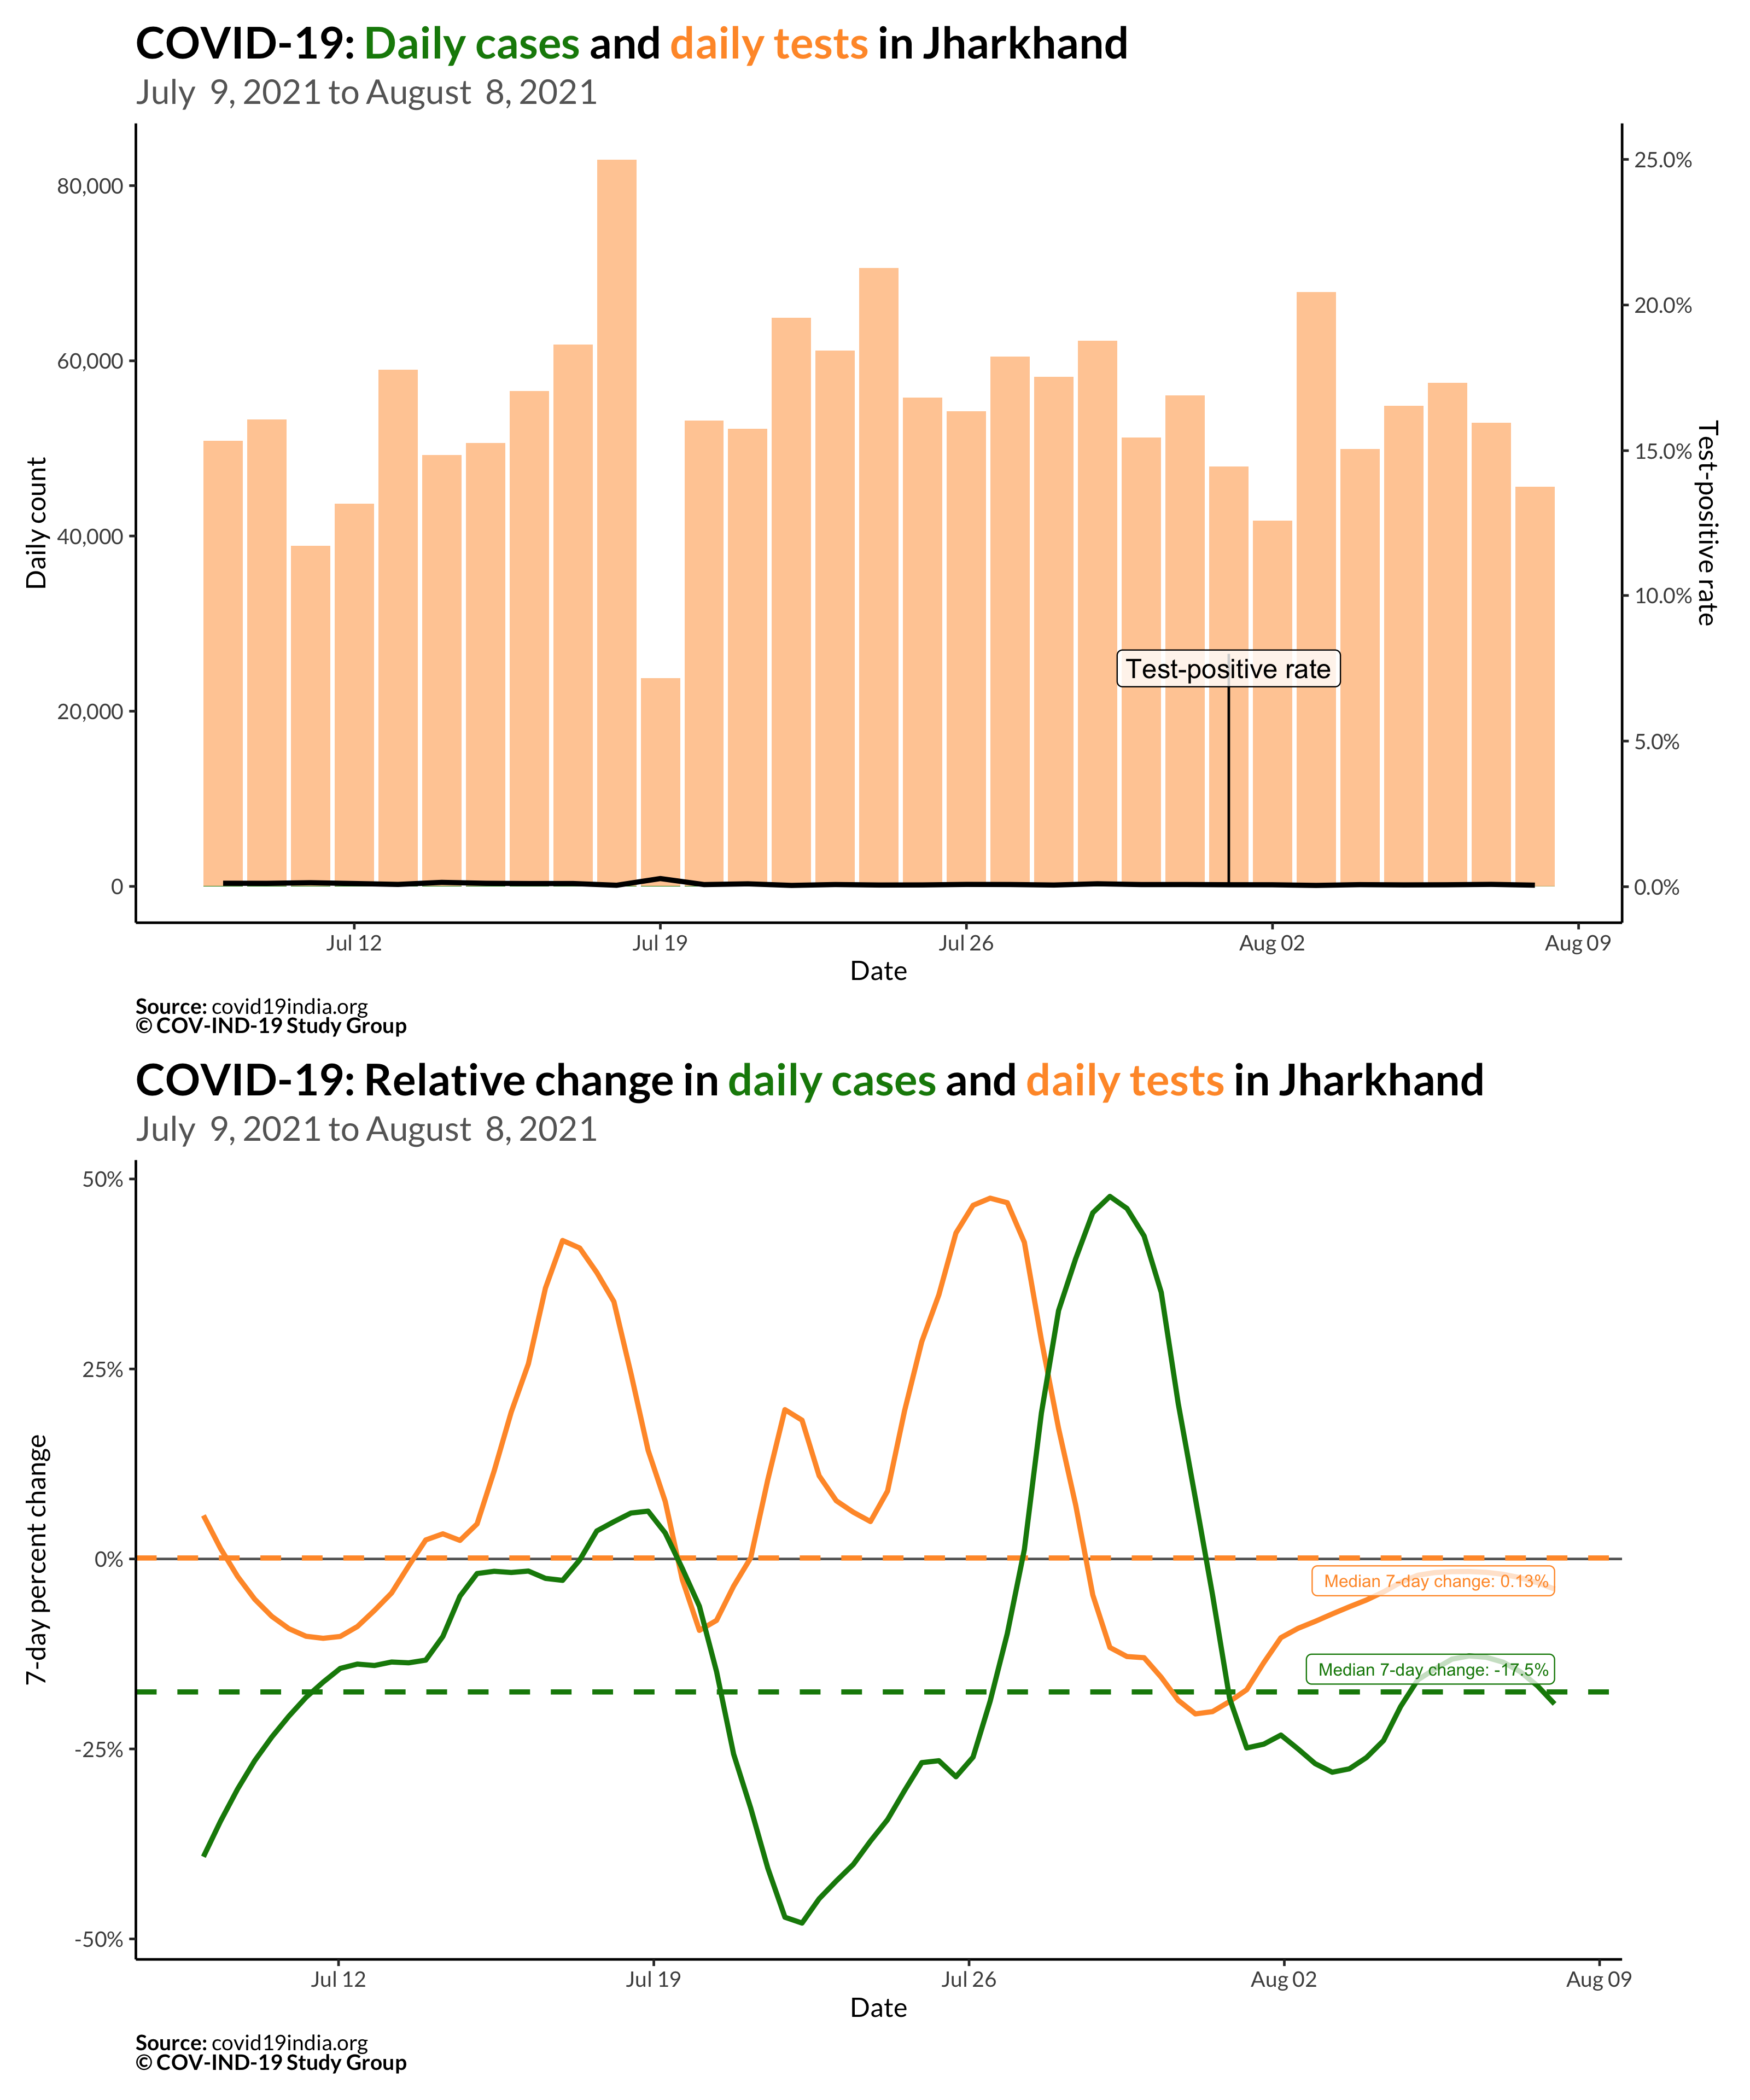 COVID-19: Daily cases and daily tests in Jharkhand
July 9, 2021 to August 8, 2021
80,000
60,000
40,000
20,000
0
Daily count
25.0%
20.0%
15.0%
10.0%
5.0%
0.0%
Test-positive rate
Test-positive rate
Jul 12
Jul 19
Jul 26
Aug 02
Aug 09
Date
Source: covid19india.org
© COV-IND-19 Study Group
COVID-19: Relative change in daily cases and daily tests in Jharkhand
July 9, 2021 to August 8, 2021
50%
25%
0%
-25%
-50%
7-day percent change
Median 7-day change: 0.13%
Median 7-day change: -17.5%
Jul 12
Jul 19
Jul 26
Aug 02
Aug 09
Date
Source: covid19india.org
© COV-IND-19 Study Group